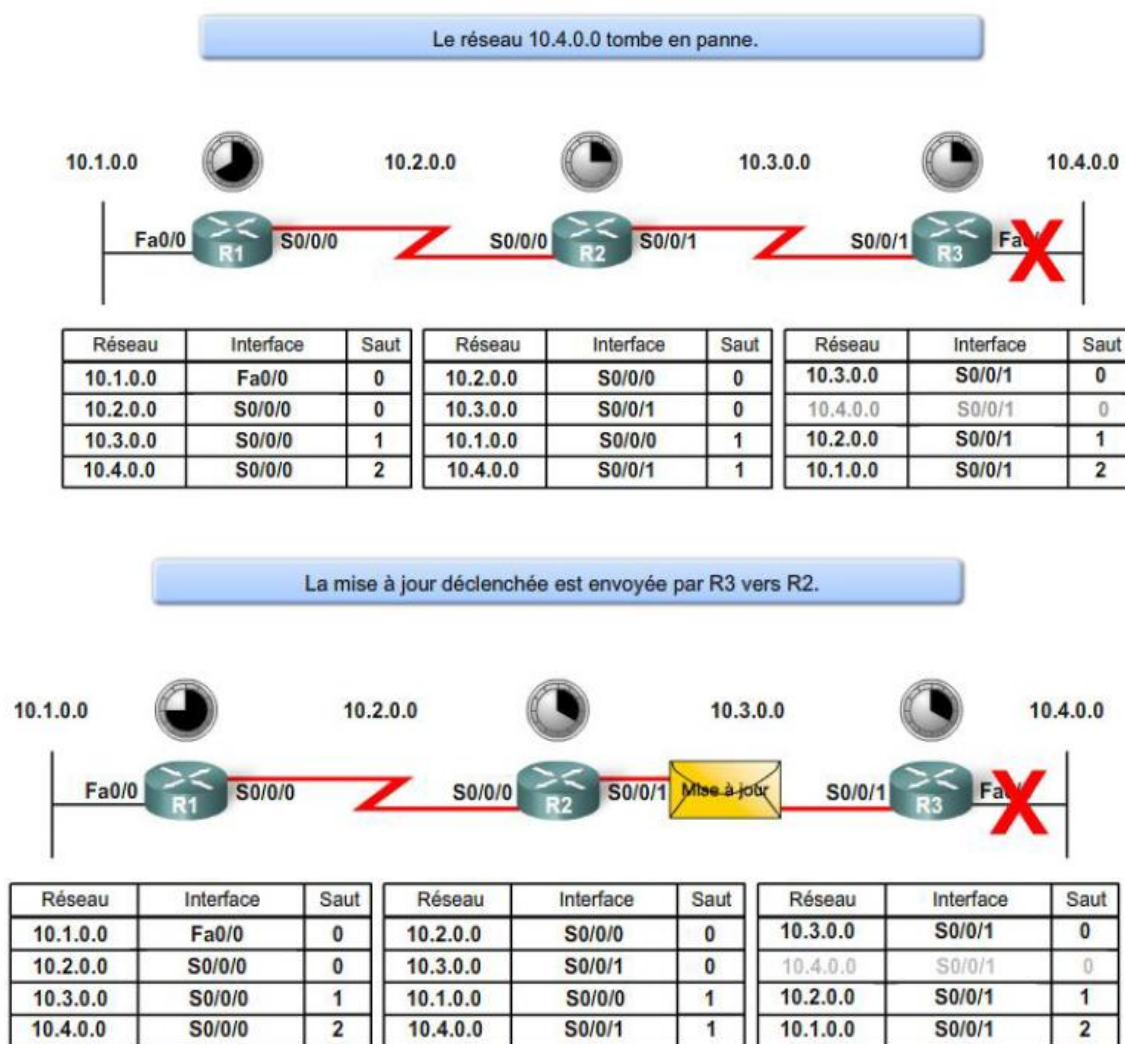 Le réseau 10.4.0.0 tombe en panne.
10.1.0.0 10.2.0.0 10.3.0.0 10.4.0.0
Fa0/0 R1 S0/0/0 S0/0/0 R2 S0/0/1 S0/0/1 R3 X
Réseau Interface Saut Réseau Interface Saut Réseau Interface Saut
10.1.0.0 Fa0/0 0 10.2.0.0 S0/0/0 0 10.3.0.0 S0/0/1 0
10.2.0.0 S0/0/0 0 10.3.0.0 S0/0/1 0 10.4.0.0 S0/0/1 0
10.3.0.0 S0/0/0 1 10.1.0.0 S0/0/0 1 10.2.0.0 S0/0/1 1
10.4.0.0 S0/0/0 2 10.4.0.0 S0/0/1 1 10.1.0.0 S0/0/1 2
La mise à jour déclenchée est envoyée par R3 vers R2.
10.1.0.0 10.2.0.0 10.3.0.0 10.4.0.0
Fa0/0 R1 S0/0/0 S0/0/0 R2 S0/0/1 Mise à jour S0/0/1 R3 X
Réseau Interface Saut Réseau Interface Saut Réseau Interface Saut
10.1.0.0 Fa0/0 0 10.2.0.0 S0/0/0 0 10.3.0.0 S0/0/1 0
10.2.0.0 S0/0/0 0 10.3.0.0 S0/0/1 0 10.4.0.0 S0/0/1 0
10.3.0.0 S0/0/0 1 10.1.0.0 S0/0/0 1 10.2.0.0 S0/0/1 1
10.4.0.0 S0/0/0 2 10.4.0.0 S0/0/1 1 10.1.0.0 S0/0/1 2